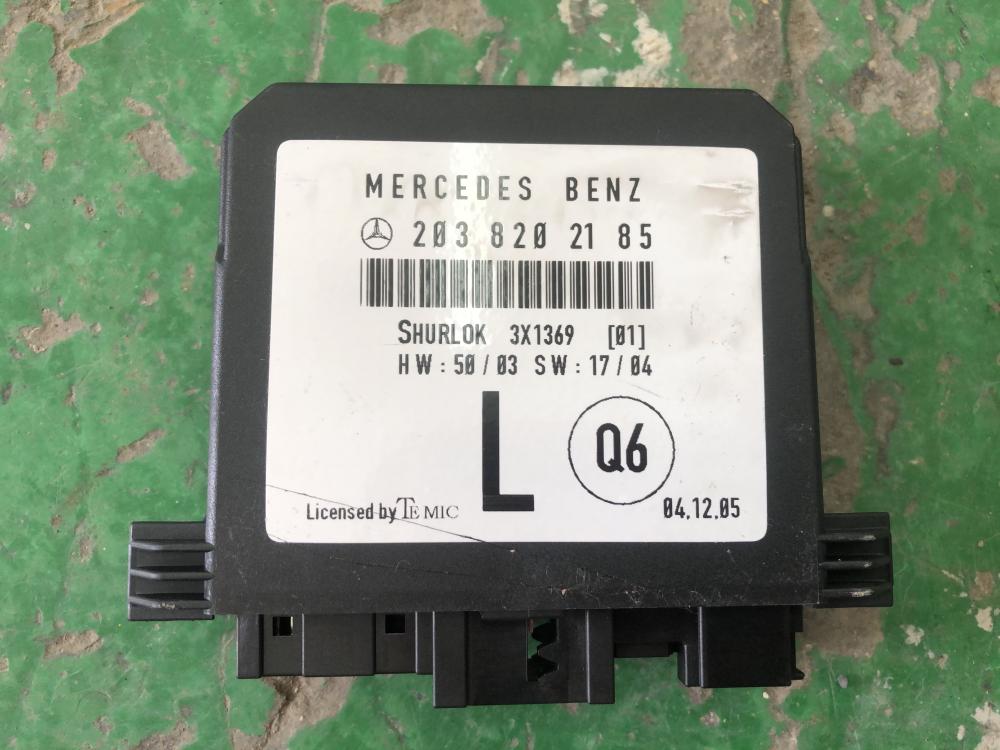 MERCEDES BENZ
203 820 21 85
SHURLOK 3X1369 [01]
HW:50/03 SW:17/04
L
Q6
Licensed by TEMIC
04.12.05